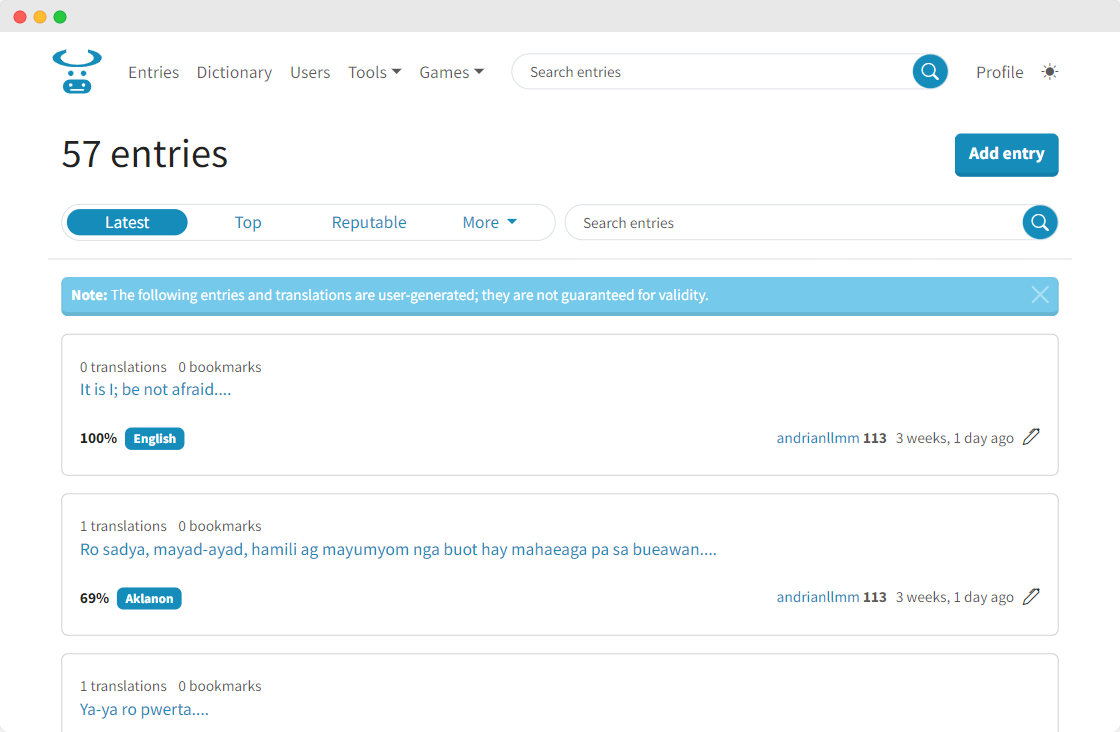 Entries Dictionary Users Tools Games Search entries Profile
57 entries Add entry
Latest Top Reputable More Search entries
Note: The following entries and translations are user-generated; they are not guaranteed for validity.
0 translations 0 bookmarks
It is I; be not afraid....
100% English andrianllmm 113 3 weeks, 1 day ago
1 translations 0 bookmarks
Ro sadya, mayad-ayad, hamili ag mayumyom nga buot hay mahaeaga pa sa bueawan....
69% Aklanon andrianllmm 113 3 weeks, 1 day ago
1 translations 0 bookmarks
Ya-ya ro pwerta....